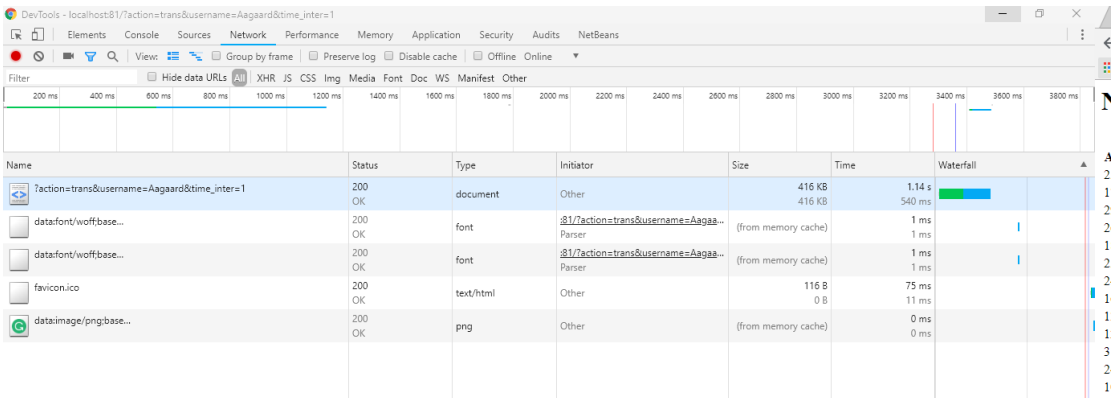 DevTools - localhost:81/?action=trans&username=Aagaard&time_inter=1
Elements Console Sources Network Performance Memory Application Security Audits NetBeans
View: Group by frame Preserve log Disable cache Offline Online
Filter Hide data URLs All XHR JS CSS Img Media Font Doc WS Manifest Other
200 ms 400 ms 600 ms 800 ms 1000 ms 1200 ms 1400 ms 1600 ms 1800 ms 2000 ms 2200 ms 2400 ms 2600 ms 2800 ms 3000 ms 3200 ms 3400 ms 3600 ms 3800 ms
Name Status Type Initiator Size Time Waterfall
?action=trans&username=Aagaard&time_inter=1 200 document Other 416 KB 1.14 s
OK 416 KB 540 ms
data:font/woff;base... 200 font :81/?action=trans&username=Aagaa... (from memory cache) 1 ms
OK Parser 1 ms
data:font/woff;base... 200 font :81/?action=trans&username=Aagaa... (from memory cache) 1 ms
OK Parser 1 ms
favicon.ico 200 text/html Other 116 B 75 ms
OK 0 B 11 ms
data:image/png;base... 200 png Other (from memory cache) 0 ms
OK 0 ms